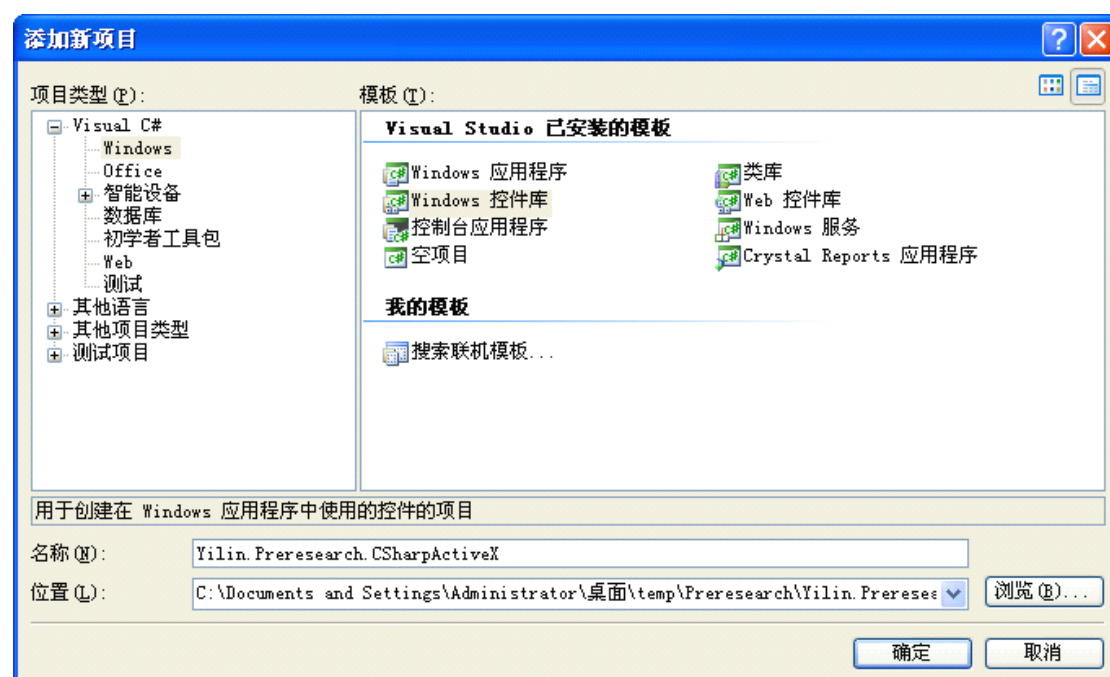 添加新项目
项目类型(P):
模板(T):
Visual C#
Windows
Office
智能设备
数据库
初学者工具包
Web
测试
其他语言
其他项目类型
测试项目
Visual Studio 已安装的模板
Windows 应用程序
类库
Windows 控件库
Web 控件库
控制台应用程序
Windows 服务
空项目
Crystal Reports 应用程序
我的模板
搜索联机模板...
用于创建在 Windows 应用程序中使用的控件的项目
名称(N):
Yilin.Preresearch.CSharpActiveX
位置(L):
C:\Documents and Settings\Administrator\桌面\temp\Preresearch\Yilin.Preresea
浏览(B)...
确定
取消